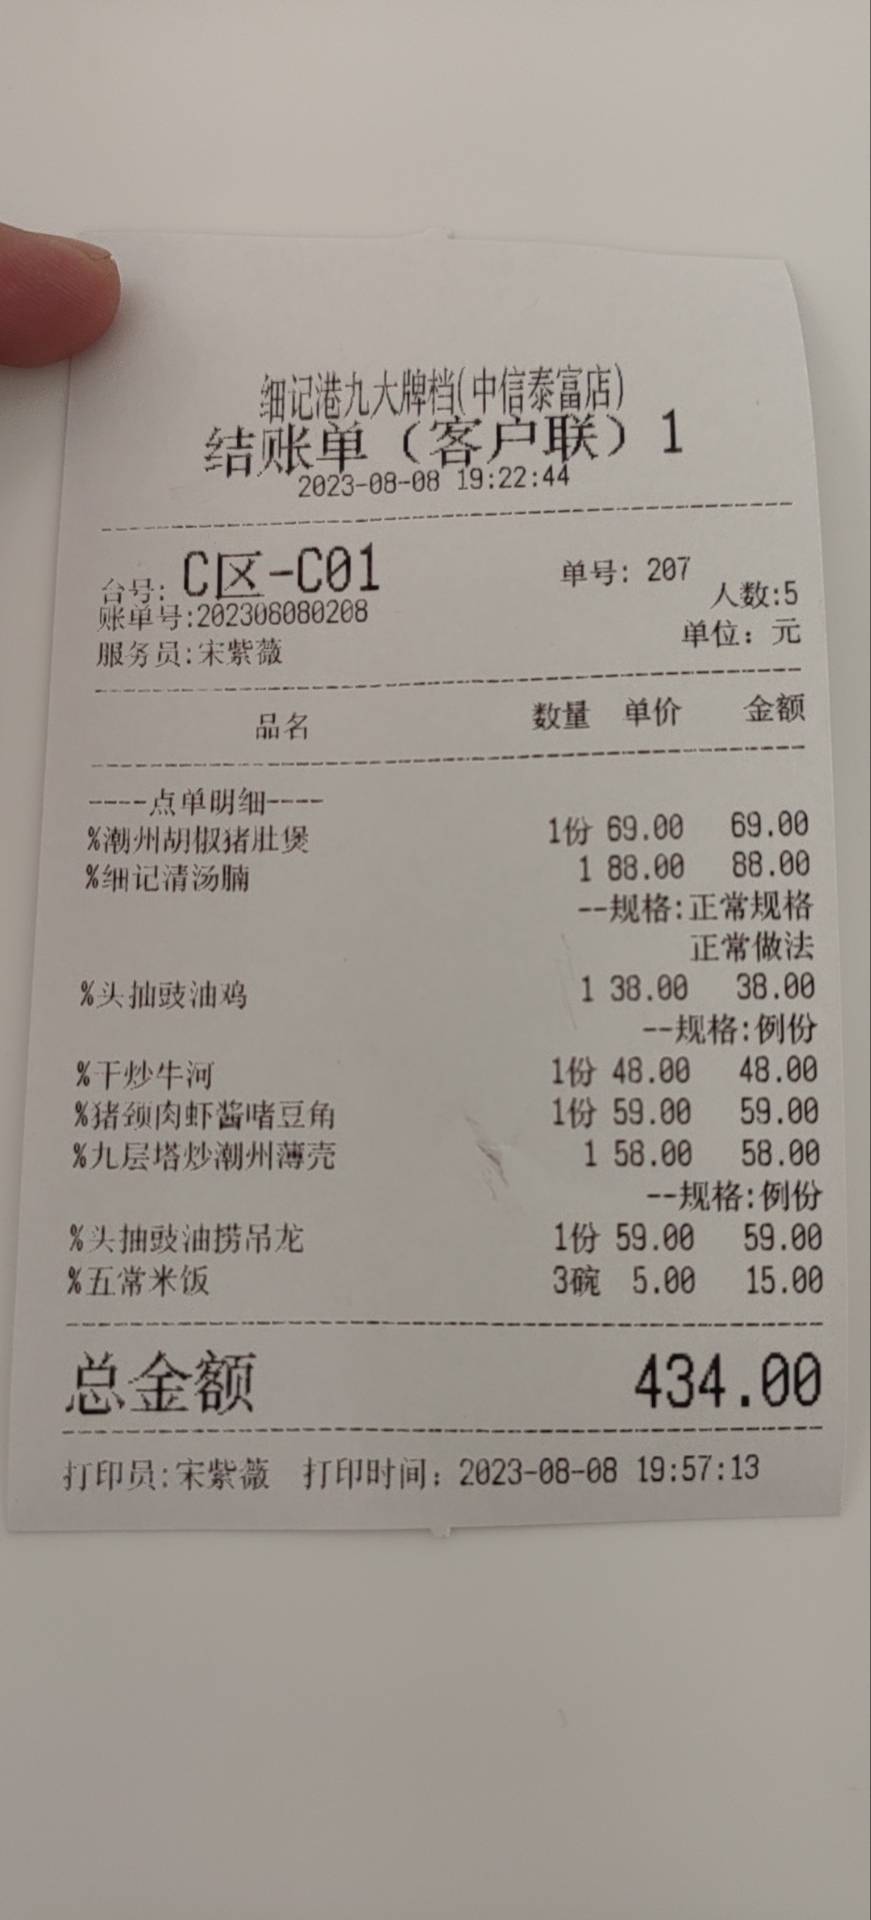 细记港九大牌档(中信泰富店)
结账单（客户联）1
2023-08-08 19:22:44
台号: C区-C01 单号: 207
账单号:202308080208 人数:5
服务员:宋紫薇 单位: 元
品名 数量 单价 金额
----点单明细----
%潮州胡椒猪肚煲 1份 69.00 69.00
%细记清汤腩 1 88.00 88.00
--规格:正常规格
正常做法
%头抽豉油鸡 1 38.00 38.00
--规格:例份
%干炒牛河 1份 48.00 48.00
%猪颈肉虾酱啫豆角 1份 59.00 59.00
%九层塔炒潮州薄壳 1 58.00 58.00
--规格:例份
%头抽豉油捞吊龙 1份 59.00 59.00
%五常米饭 3碗 5.00 15.00
总金额 434.00
打印员:宋紫薇 打印时间: 2023-08-08 19:57:13